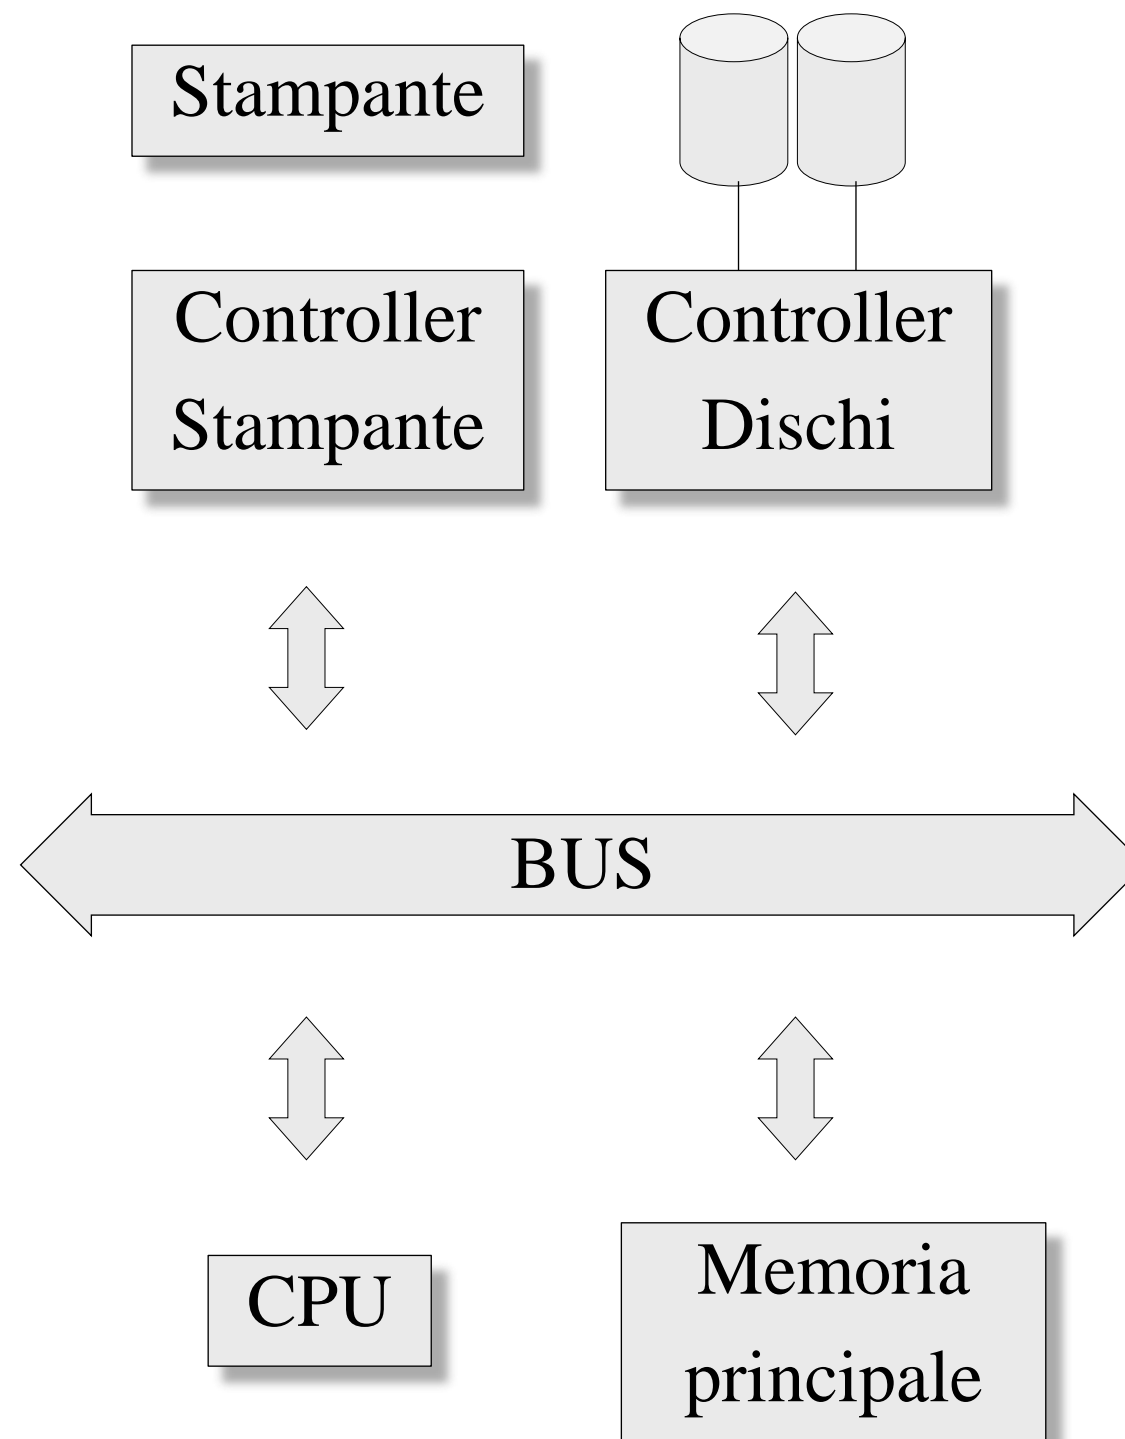 Stampante
Controller
Stampante
Controller
Dischi
BUS
CPU
Memoria
principale